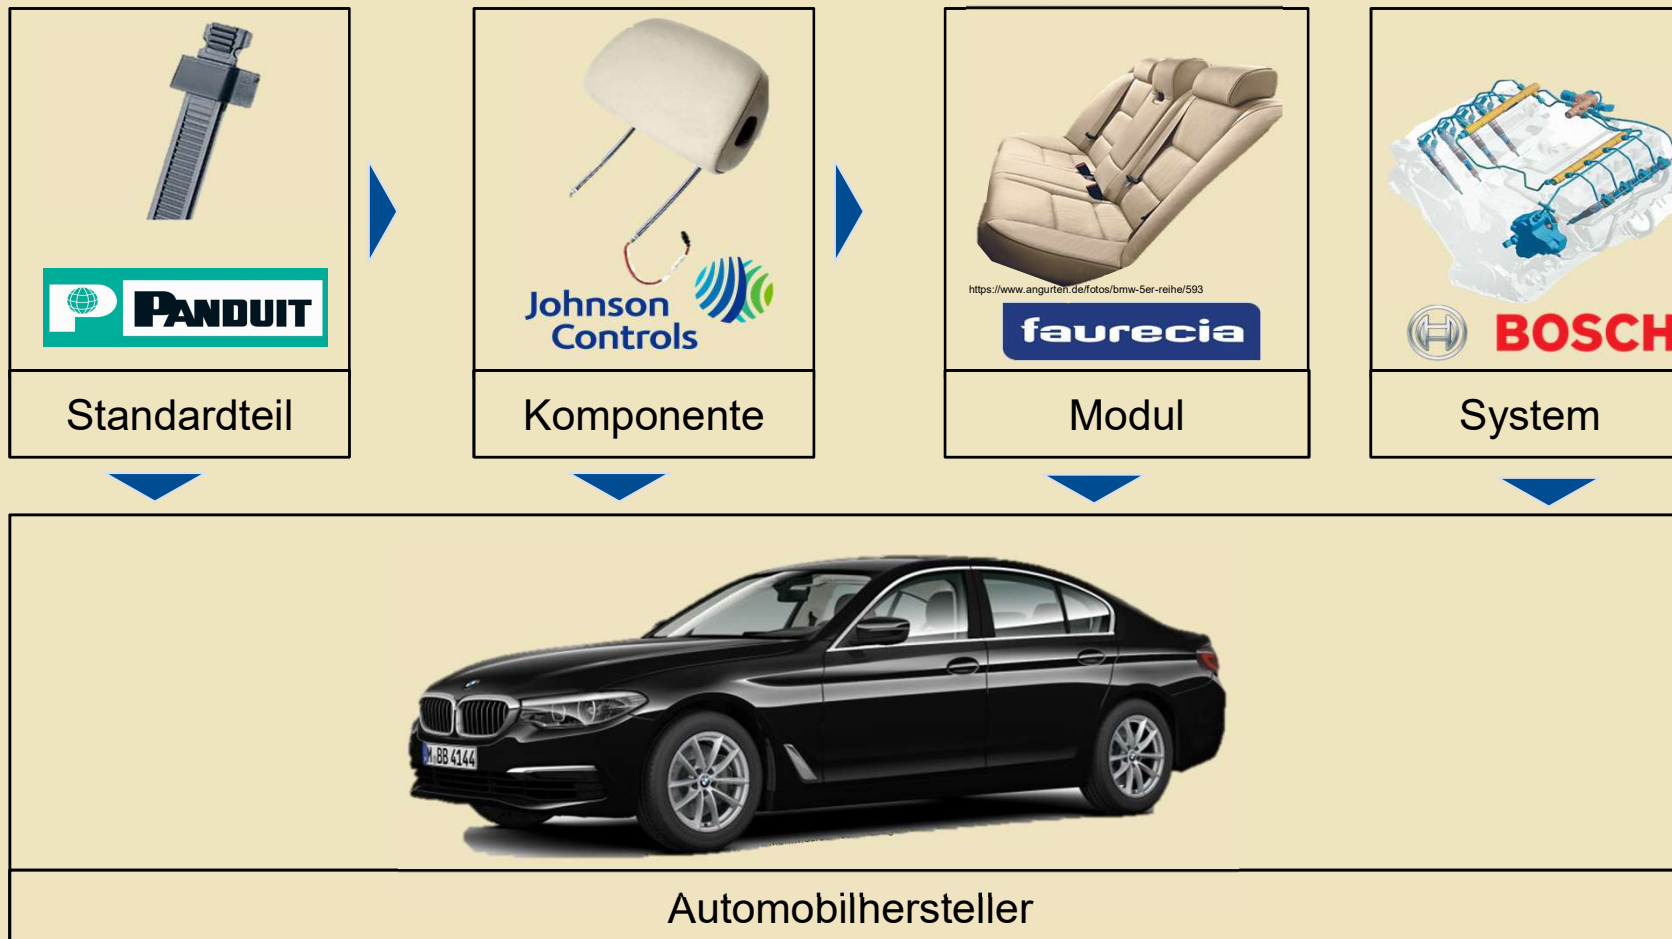 PANDUIT
Johnson
Controls
https://www.angurten.de/fotos/bmw-5er-reihe/593
faurecia
BOSCH
Standardteil
Komponente
Modul
System
M BB 4144
Automobilhersteller